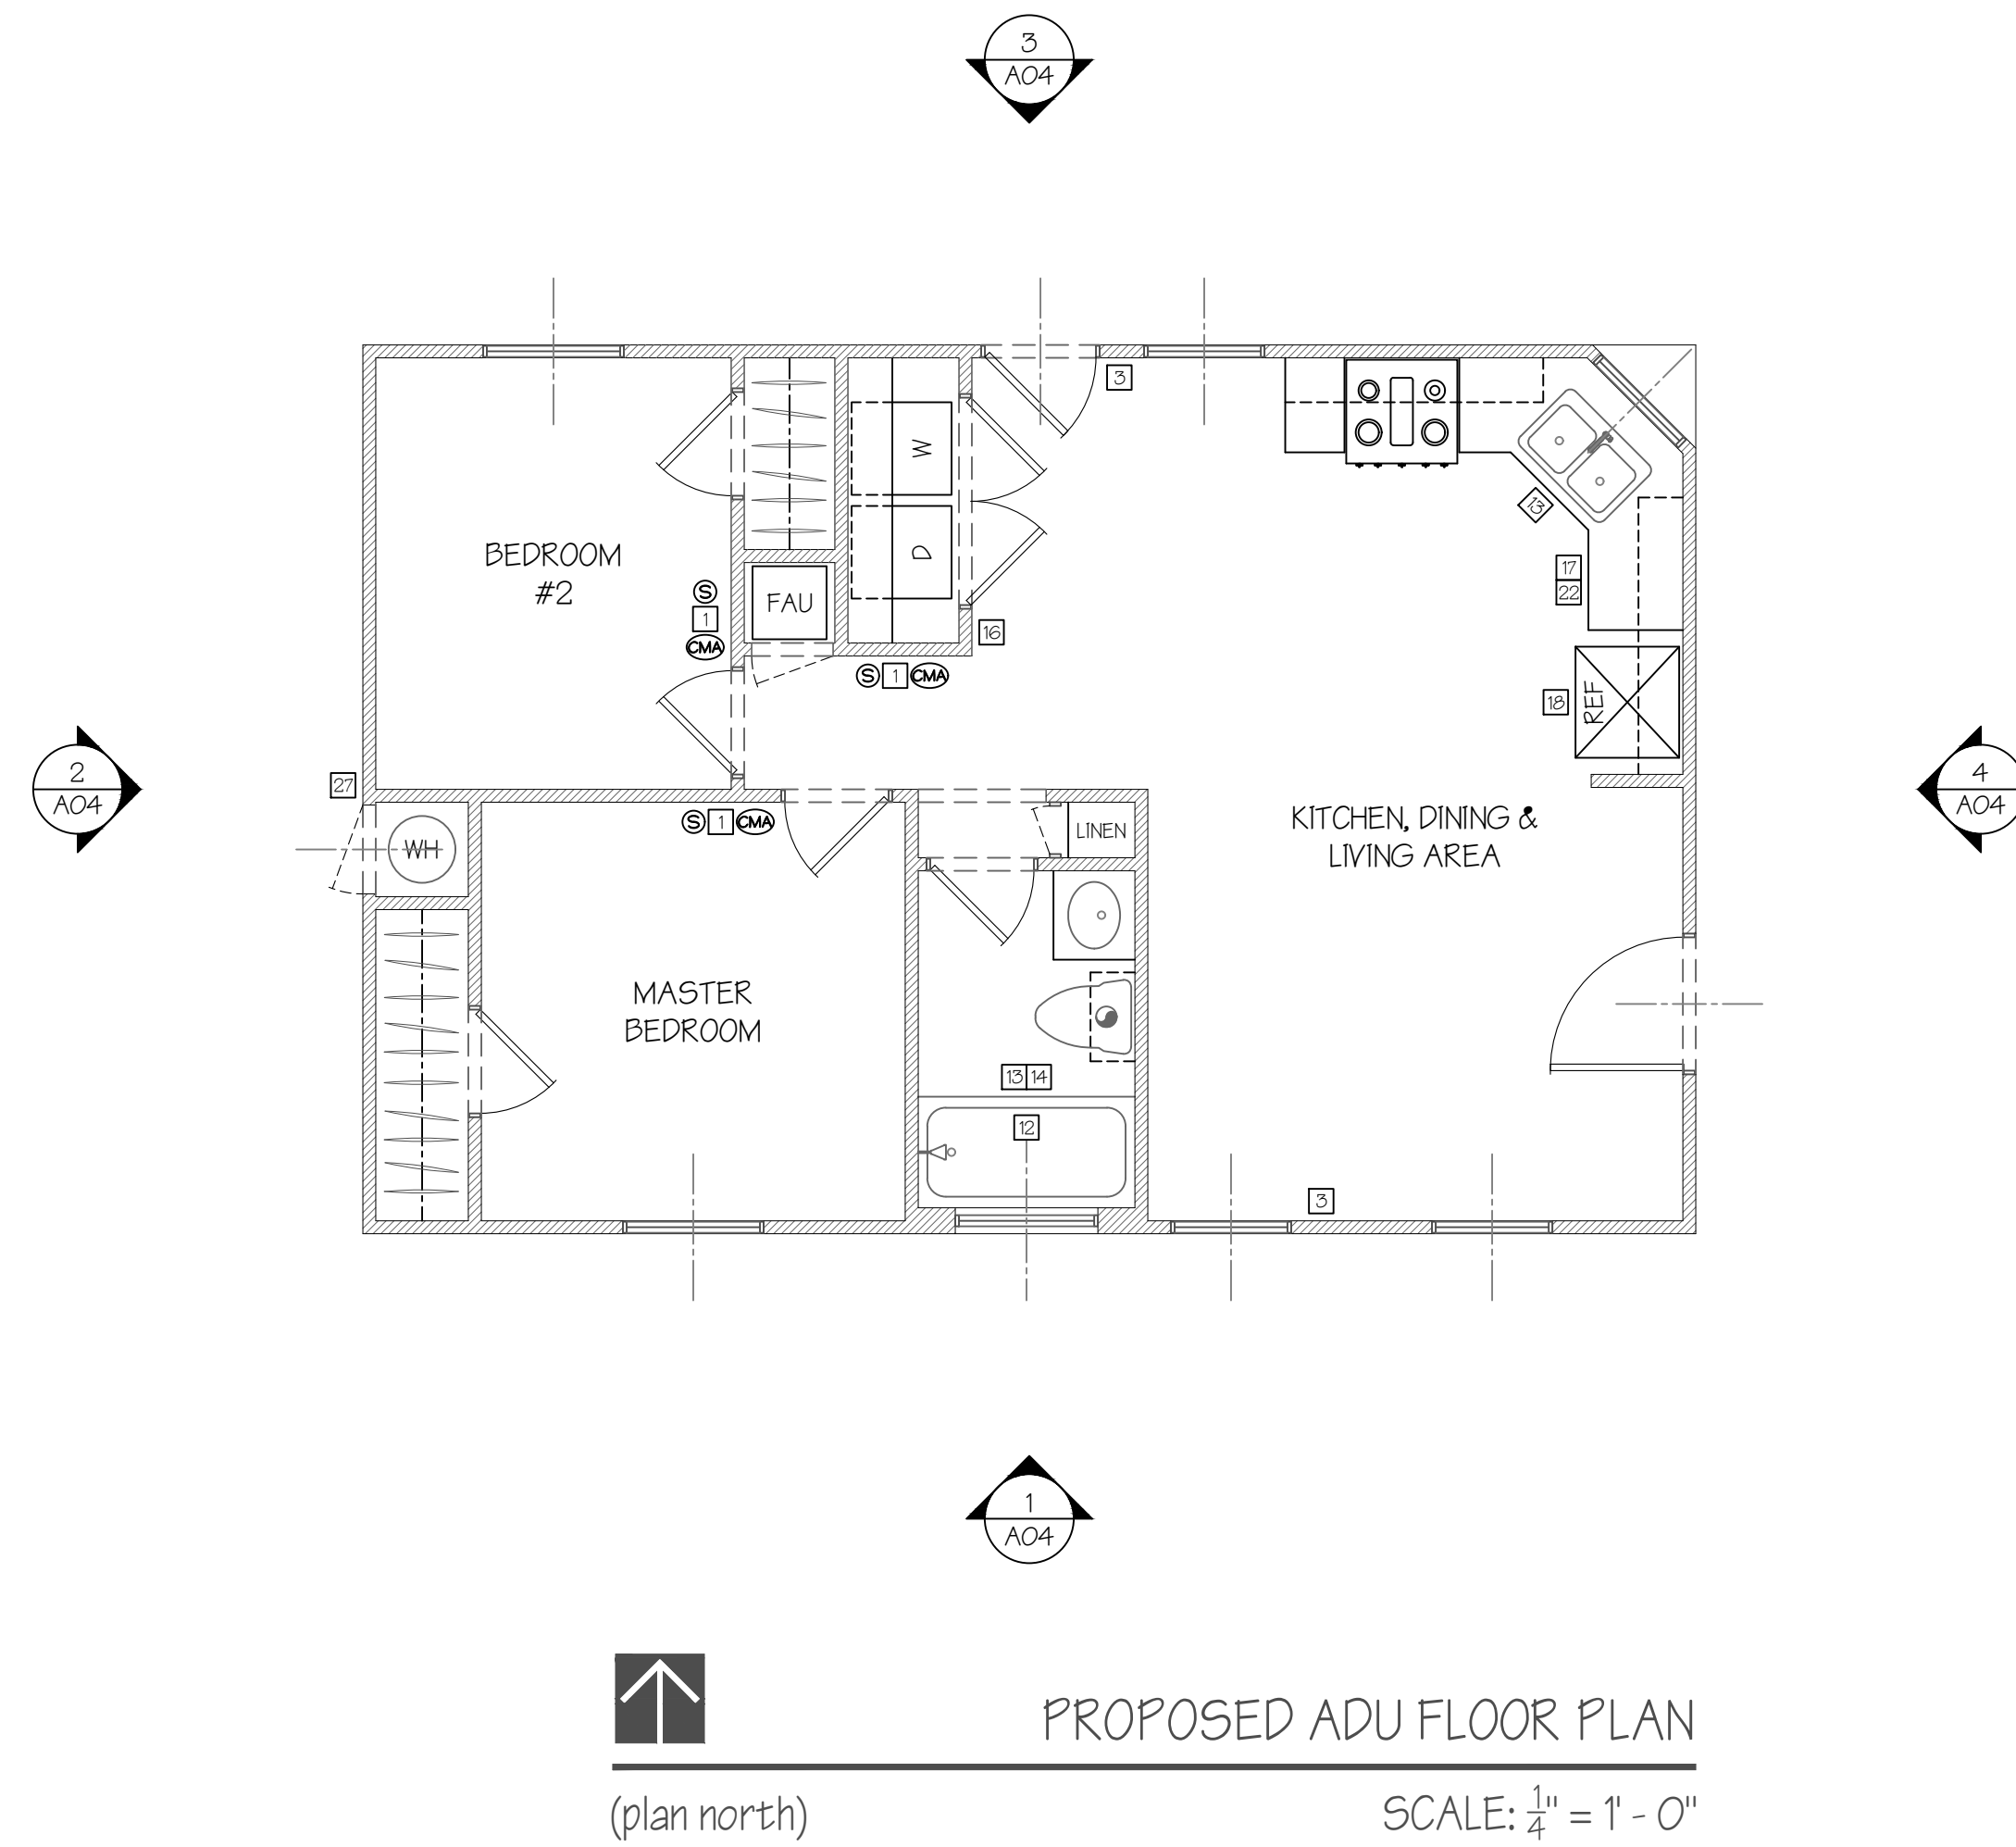 3
A04
3
W
BEDROOM
#2
D
13
17
22
S
1
CMA
FAU
16
S 1 CMA
18
REF
2
A04
27
4
A04
WH
S 1 CMA
LINEN
KITCHEN, DINING &
LIVING AREA
MASTER
BEDROOM
13 14
12
3
1
A04
PROPOSED ADU FLOOR PLAN
(plan north)
SCALE: 1/4" = 1' - 0"